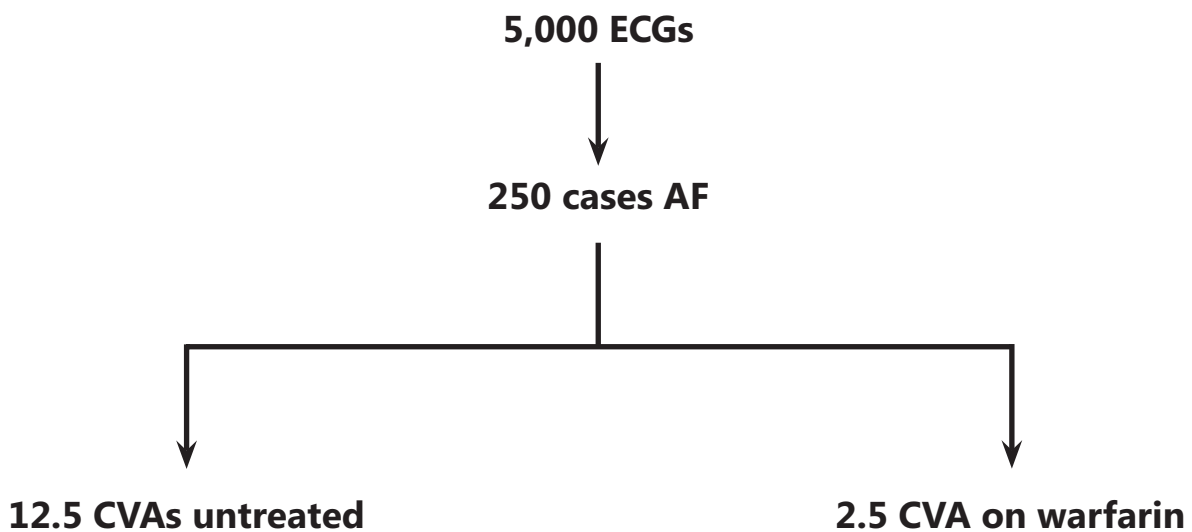 5,000 ECGs
250 cases AF
12.5 CVAs untreated
2.5 CVA on warfarin